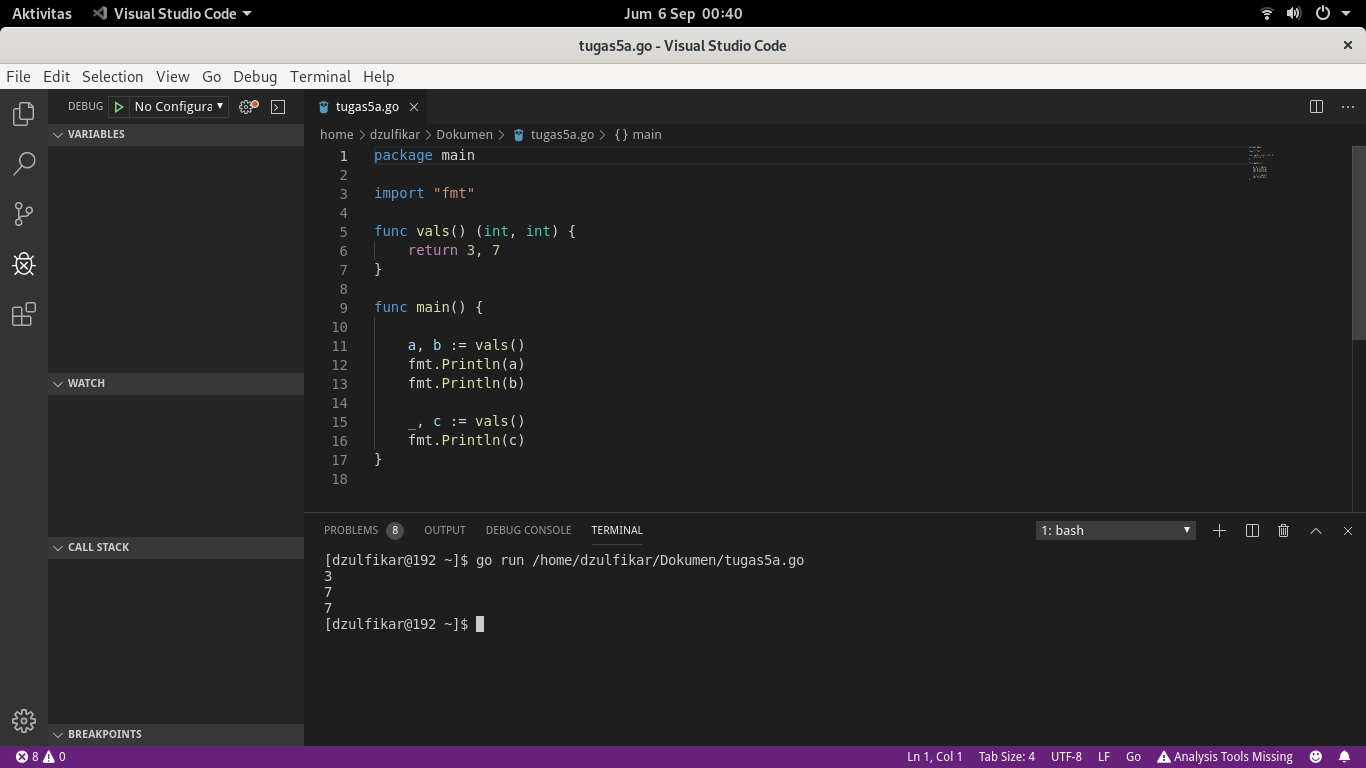 Aktivitas Visual Studio Code Jum 6 Sep 00:40
tugas5a.go - Visual Studio Code ×
File Edit Selection View Go Debug Terminal Help
DEBUG No Configura
VARIABLES
WATCH
CALL STACK
BREAKPOINTS
tugas5a.go ×
home > dzulfikar > Dokumen > tugas5a.go > {} main
1 package main
2
3 import "fmt"
4
5 func vals() (int, int) {
6     return 3, 7
7 }
8
9 func main() {
10
11     a, b := vals()
12     fmt.Println(a)
13     fmt.Println(b)
14
15     _, c := vals()
16     fmt.Println(c)
17 }
18
PROBLEMS 8 OUTPUT DEBUG CONSOLE TERMINAL 1: bash
[dzulfikar@192 ~]$ go run /home/dzulfikar/Dokumen/tugas5a.go
3
7
7
[dzulfikar@192 ~]$
8 0 Ln 1, Col 1 Tab Size: 4 UTF-8 LF Go Analysis Tools Missing